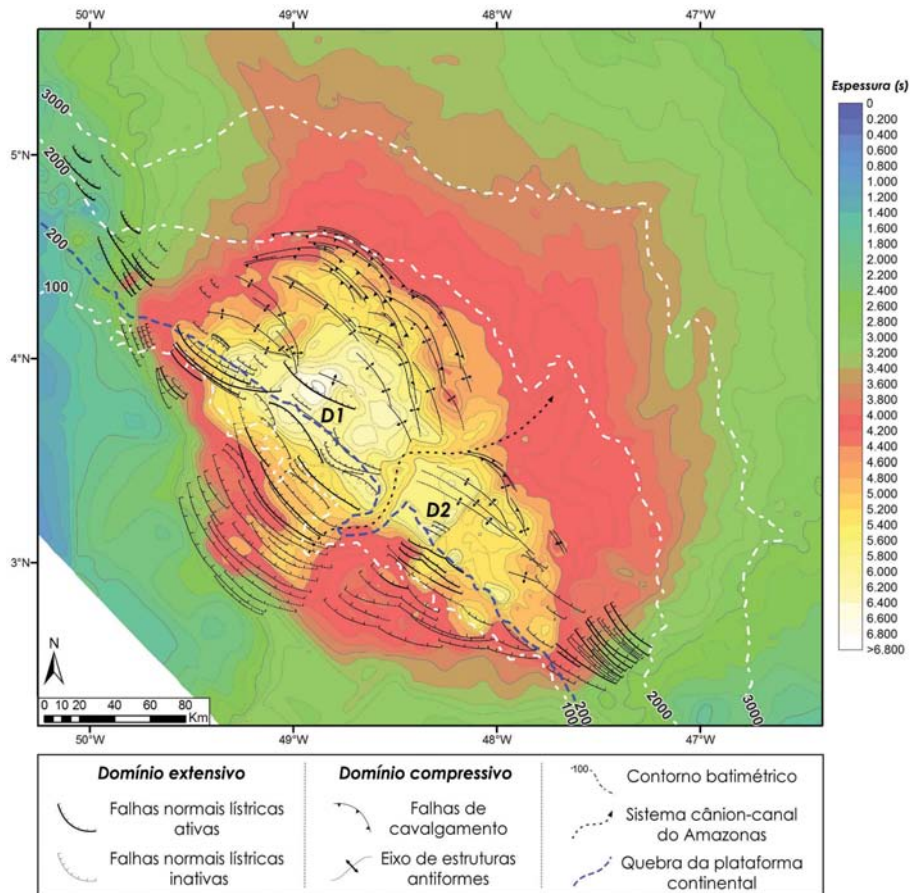 50°W
49°W
48°W
47°W
5°N
4°N
3°N
3000
2000
200
100
D1
D2
N
0 10 20 40 60 80
Km
100
200
2000
3000
50°W
49°W
48°W
47°W
Espessura (s)
0
0.200
0.400
0.600
0.800
1.000
1.200
1.400
1.600
1.800
2.000
2.200
2.400
2.600
2.800
3.000
3.200
3.400
3.600
3.800
4.000
4.200
4.400
4.600
4.800
5.000
5.200
5.400
5.600
5.800
6.000
6.200
6.400
6.600
6.800
>6.800
Domínio extensivo
Falhas normais lístricas
ativas
Falhas normais lístricas
inativas
Domínio compressivo
Falhas de
cavalgamento
Eixo de estruturas
antiformes
-100
Contorno batimétrico
Sistema cânion-canal
do Amazonas
Quebra da plataforma
continental